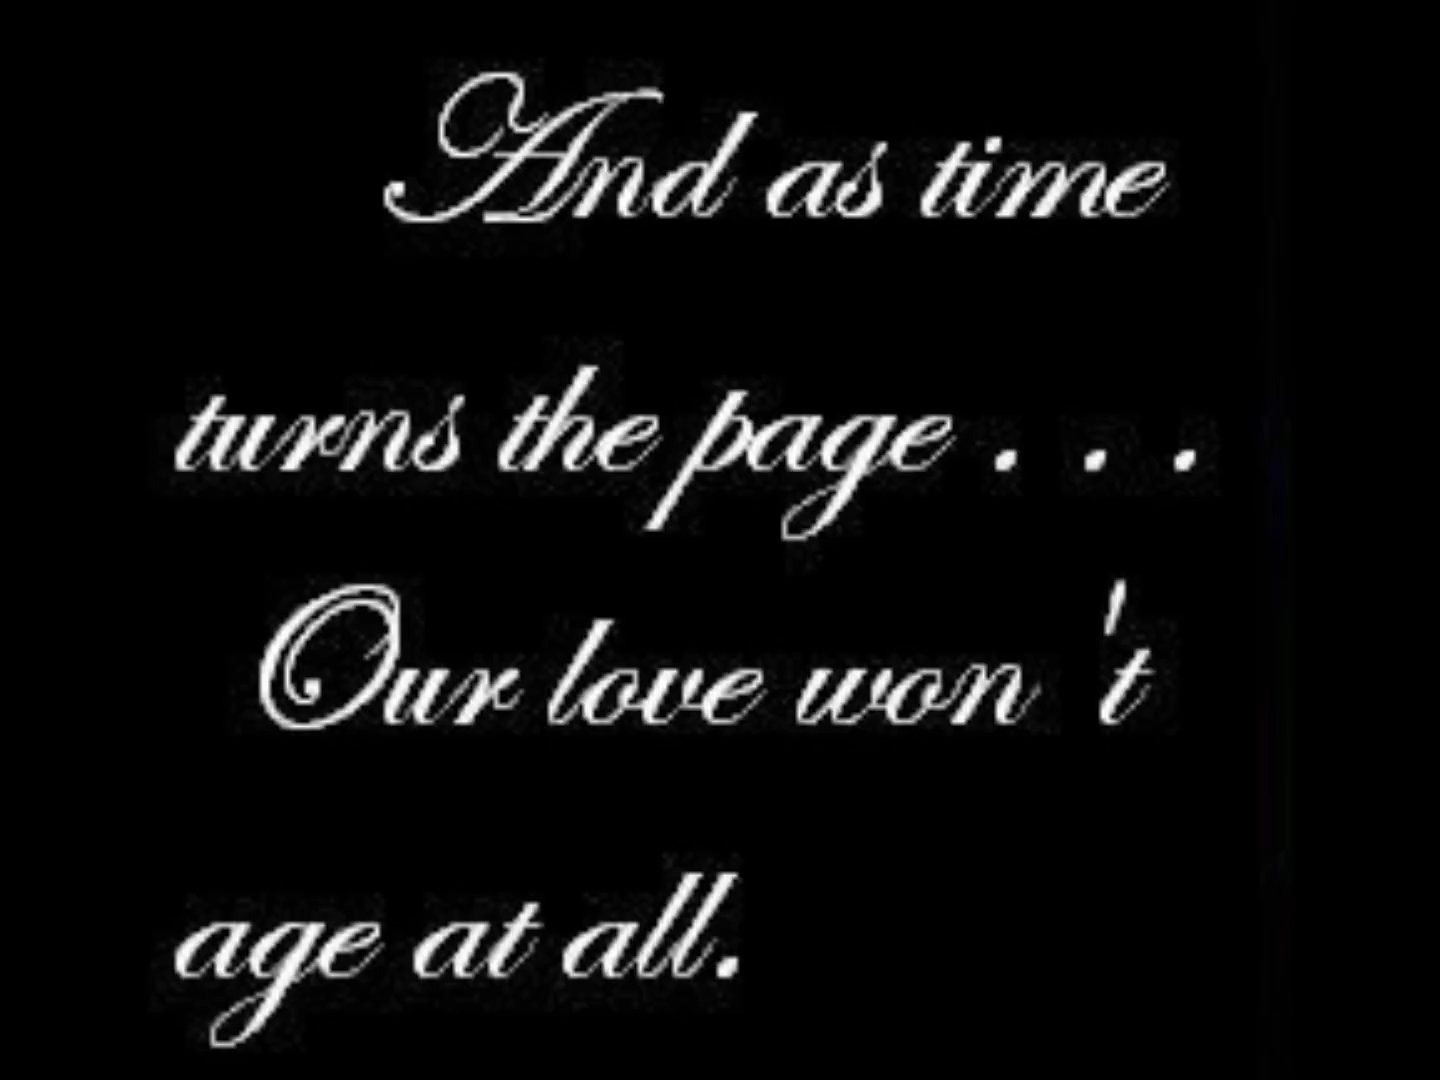 And as time
turns the page . . .
Our love won 't
age at all.